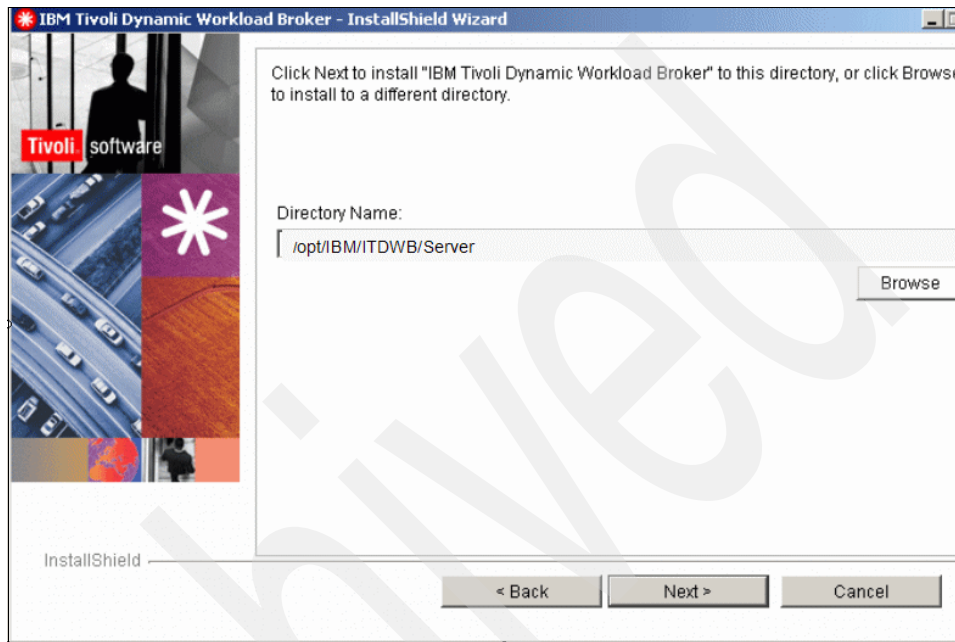 IBM Tivoli Dynamic Workload Broker - InstallShield Wizard
Click Next to install "IBM Tivoli Dynamic Workload Broker" to this directory, or click Browse
to install to a different directory.
Tivoli software
Directory Name:
/opt/IBM/ITDWB/Server
Browse
InstallShield
< Back
Next >
Cancel
hived